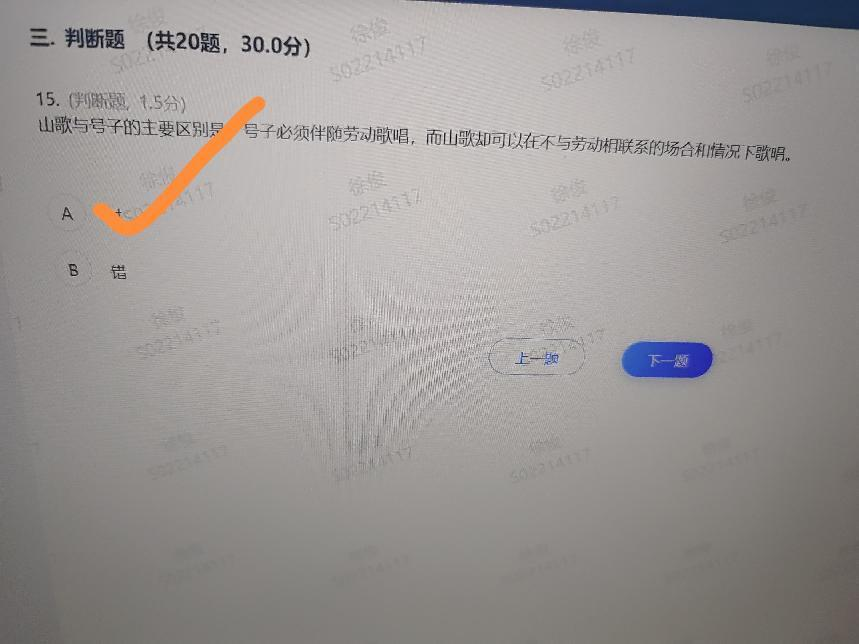 三. 判断题 (共20题，30.0分)
15. (判断题, 1.5分)
山歌与号子的主要区别是 号子必须伴随劳动歌唱，而山歌却可以在不与劳动相联系的场合和情况下歌唱。
A
B 错
上一题
下一题
徐俊
S02214117